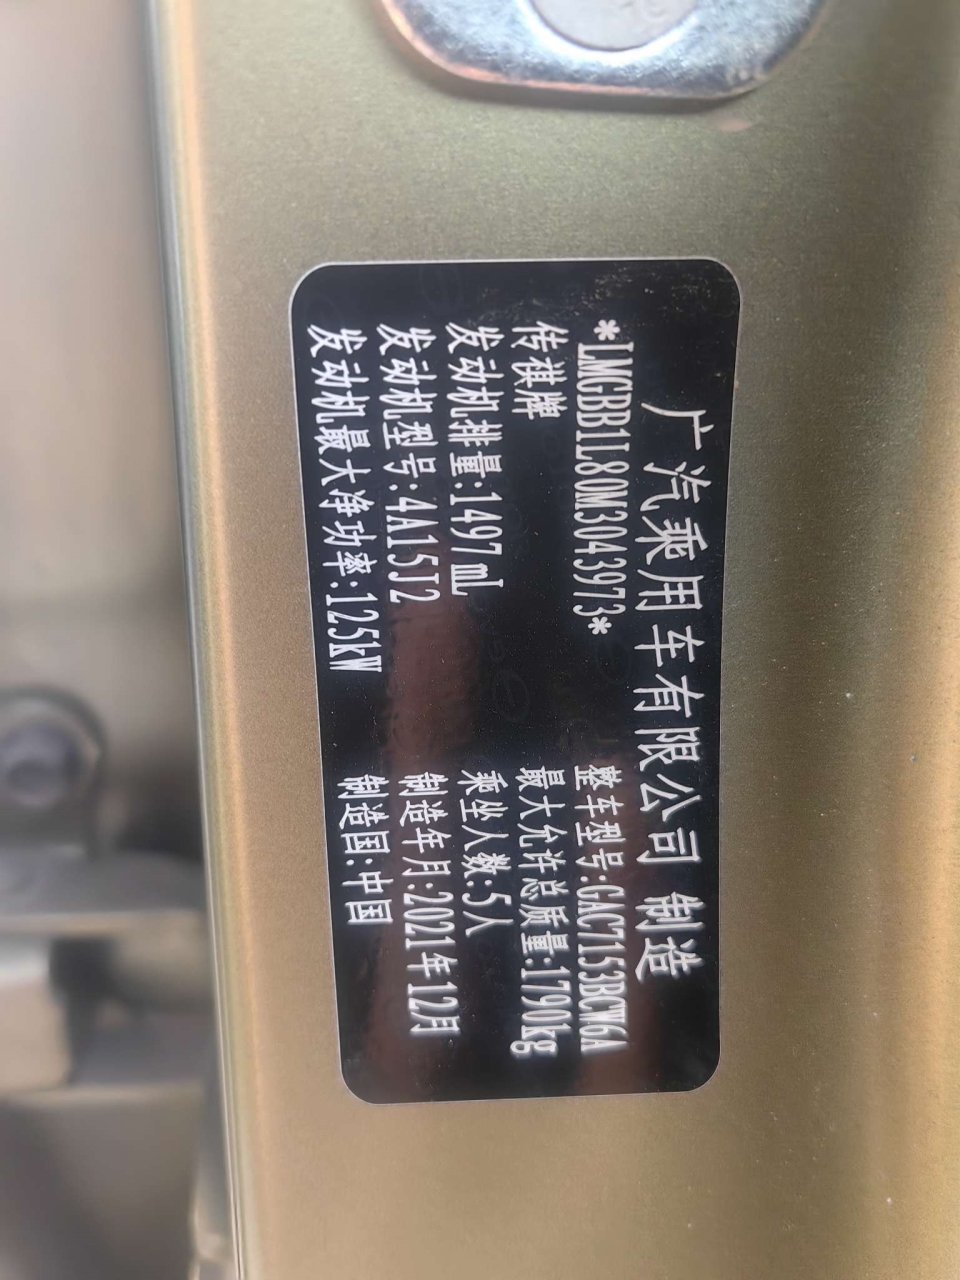 广汽乘用车有限公司 制造
*LMGBB1L80M3043973* 整车型号:GAC7153BCW6A
传祺牌 最大允许总质量:1790kg
发动机排量:1497mL 乘坐人数:5人
发动机型号:4A15J2 制造年月:2021年12月
发动机最大净功率:125kW 制造国:中国